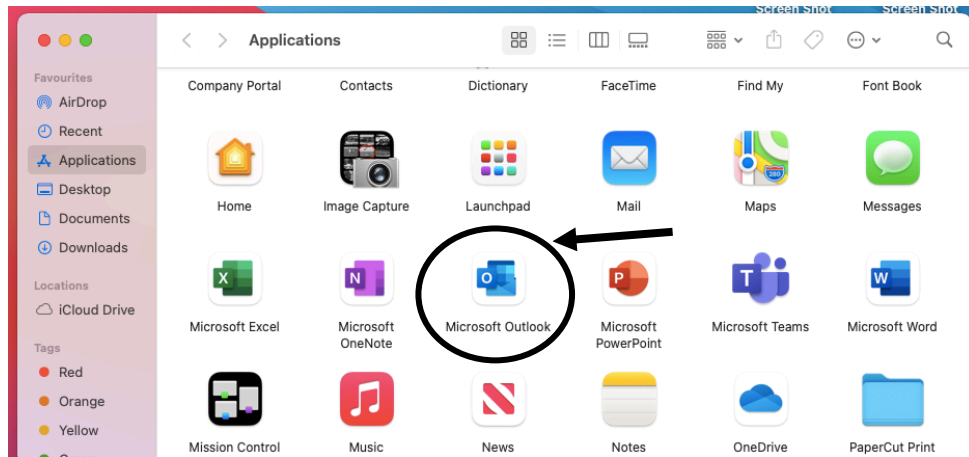 Screen Shot Screen Shot
Applications
Favourites
AirDrop
Recent
Applications
Desktop
Documents
Downloads
Locations
iCloud Drive
Tags
Red
Orange
Yellow
Company Portal Contacts Dictionary FaceTime Find My Font Book
Home Image Capture Launchpad Mail Maps Messages
280
X N O P T W
Microsoft Excel Microsoft OneNote Microsoft Outlook Microsoft PowerPoint Microsoft Teams Microsoft Word
Mission Control Music News Notes OneDrive PaperCut Print